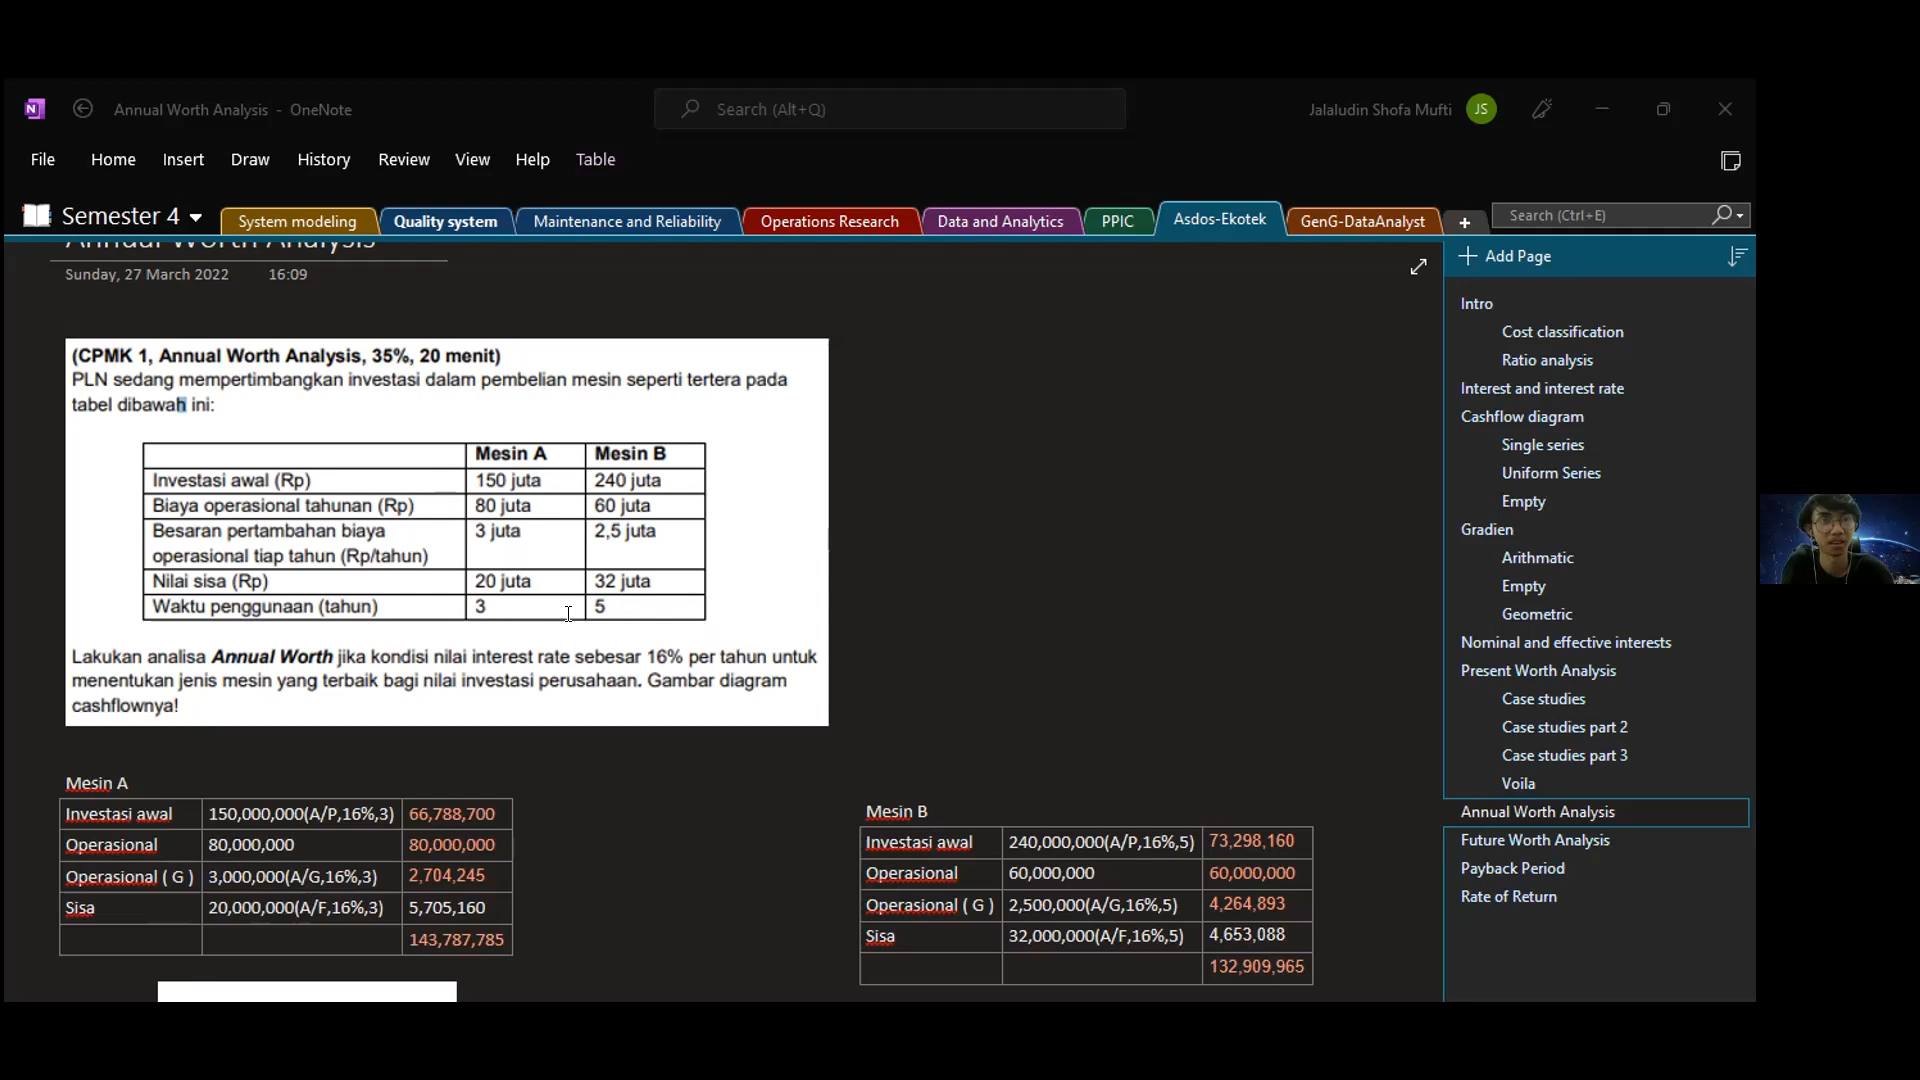 Annual Worth Analysis - OneNote
Search (Alt+Q)
Jalaludin Shofa Mufti
JS
File Home Insert Draw History Review View Help Table
Semester 4
System modeling
Quality system
Maintenance and Reliability
Operations Research
Data and Analytics
PPIC
Asdos-Ekotek
GenG-DataAnalyst
+
Search (Ctrl+E)
Annual Worth Analysis
Sunday, 27 March 2022 16:09
(CPMK 1, Annual Worth Analysis, 35%, 20 menit)
PLN sedang mempertimbangkan investasi dalam pembelian mesin seperti tertera pada
tabel dibawah ini:
Mesin A Mesin B
Investasi awal (Rp) 150 juta 240 juta
Biaya operasional tahunan (Rp) 80 juta 60 juta
Besaran pertambahan biaya 3 juta 2,5 juta
operasional tiap tahun (Rp/tahun)
Nilai sisa (Rp) 20 juta 32 juta
Waktu penggunaan (tahun) 3 5
Lakukan analisa Annual Worth jika kondisi nilai interest rate sebesar 16% per tahun untuk
menentukan jenis mesin yang terbaik bagi nilai investasi perusahaan. Gambar diagram
cashflownya!
Mesin A
Investasi awal 150,000,000(A/P,16%,3) 66,788,700
Operasional 80,000,000 80,000,000
Operasional ( G ) 3,000,000(A/G,16%,3) 2,704,245
Sisa 20,000,000(A/F,16%,3) 5,705,160
143,787,785
Mesin B
Investasi awal 240,000,000(A/P,16%,5) 73,298,160
Operasional 60,000,000 60,000,000
Operasional ( G ) 2,500,000(A/G,16%,5) 4,264,893
Sisa 32,000,000(A/F,16%,5) 4,653,088
132,909,965
Add Page
Intro
Cost classification
Ratio analysis
Interest and interest rate
Cashflow diagram
Single series
Uniform Series
Empty
Gradien
Arithmatic
Empty
Geometric
Nominal and effective interests
Present Worth Analysis
Case studies
Case studies part 2
Case studies part 3
Voila
Annual Worth Analysis
Future Worth Analysis
Payback Period
Rate of Return